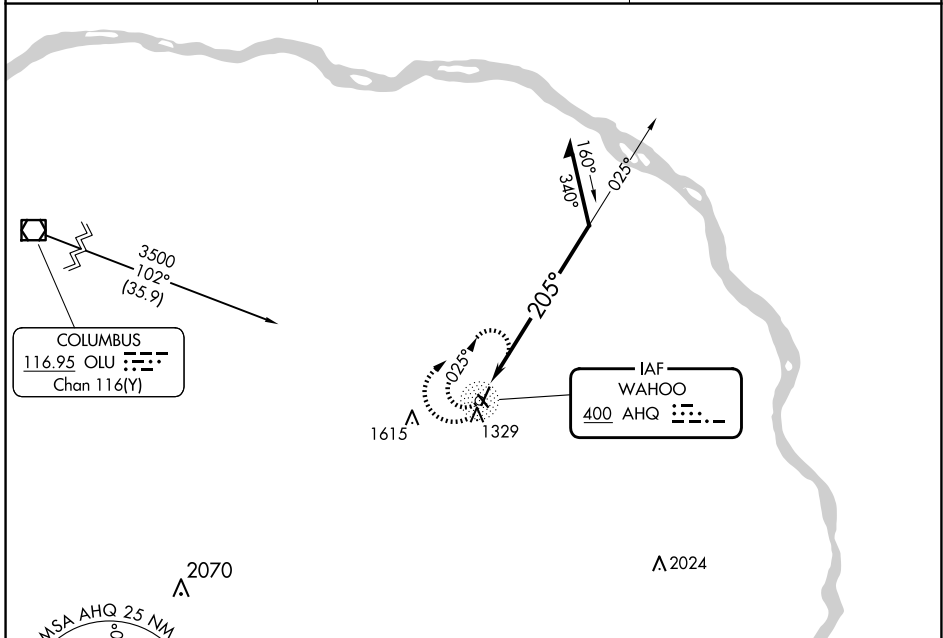 160°
340°
025°
3500
102°
(35.9)
205°
COLUMBUS
116.95 OLU
Chan 116(Y)
025°
IAF
WAHOO
400 AHQ
1615
1329
2070
2024
MSA AHQ 25 NM